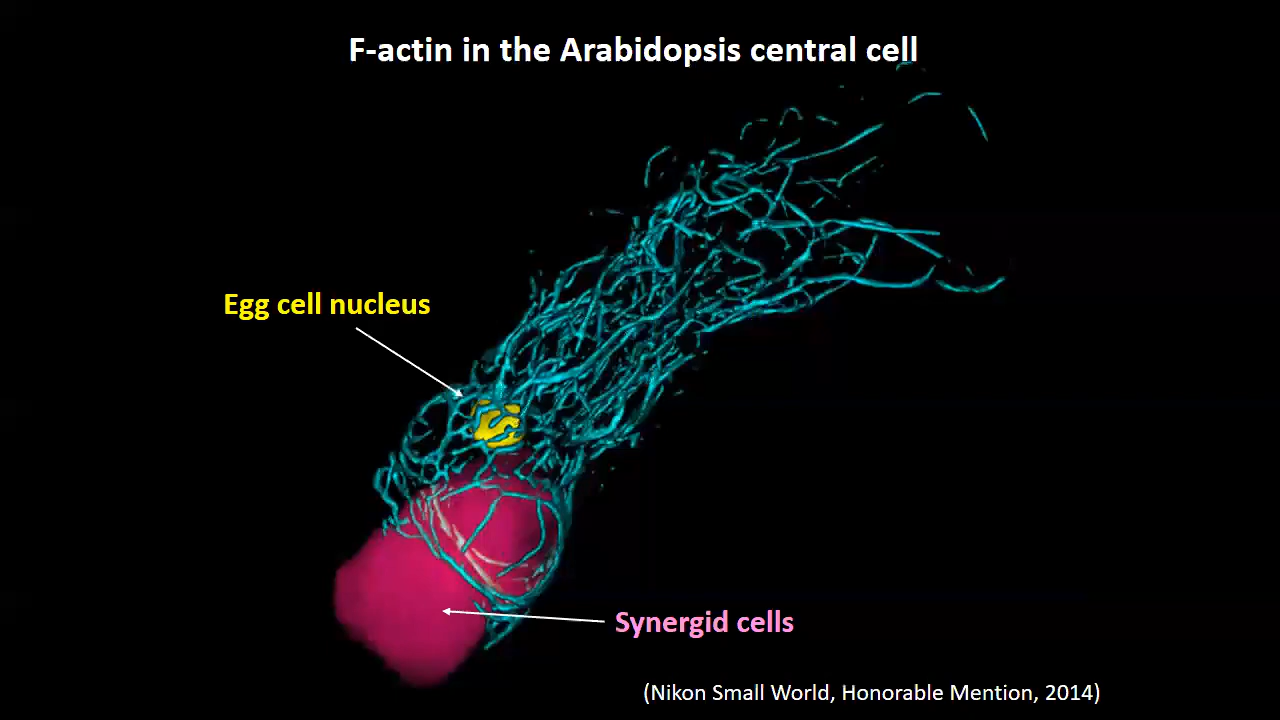 F-actin in the Arabidopsis central cell
Egg cell nucleus
Synergid cells
(Nikon Small World, Honorable Mention, 2014)